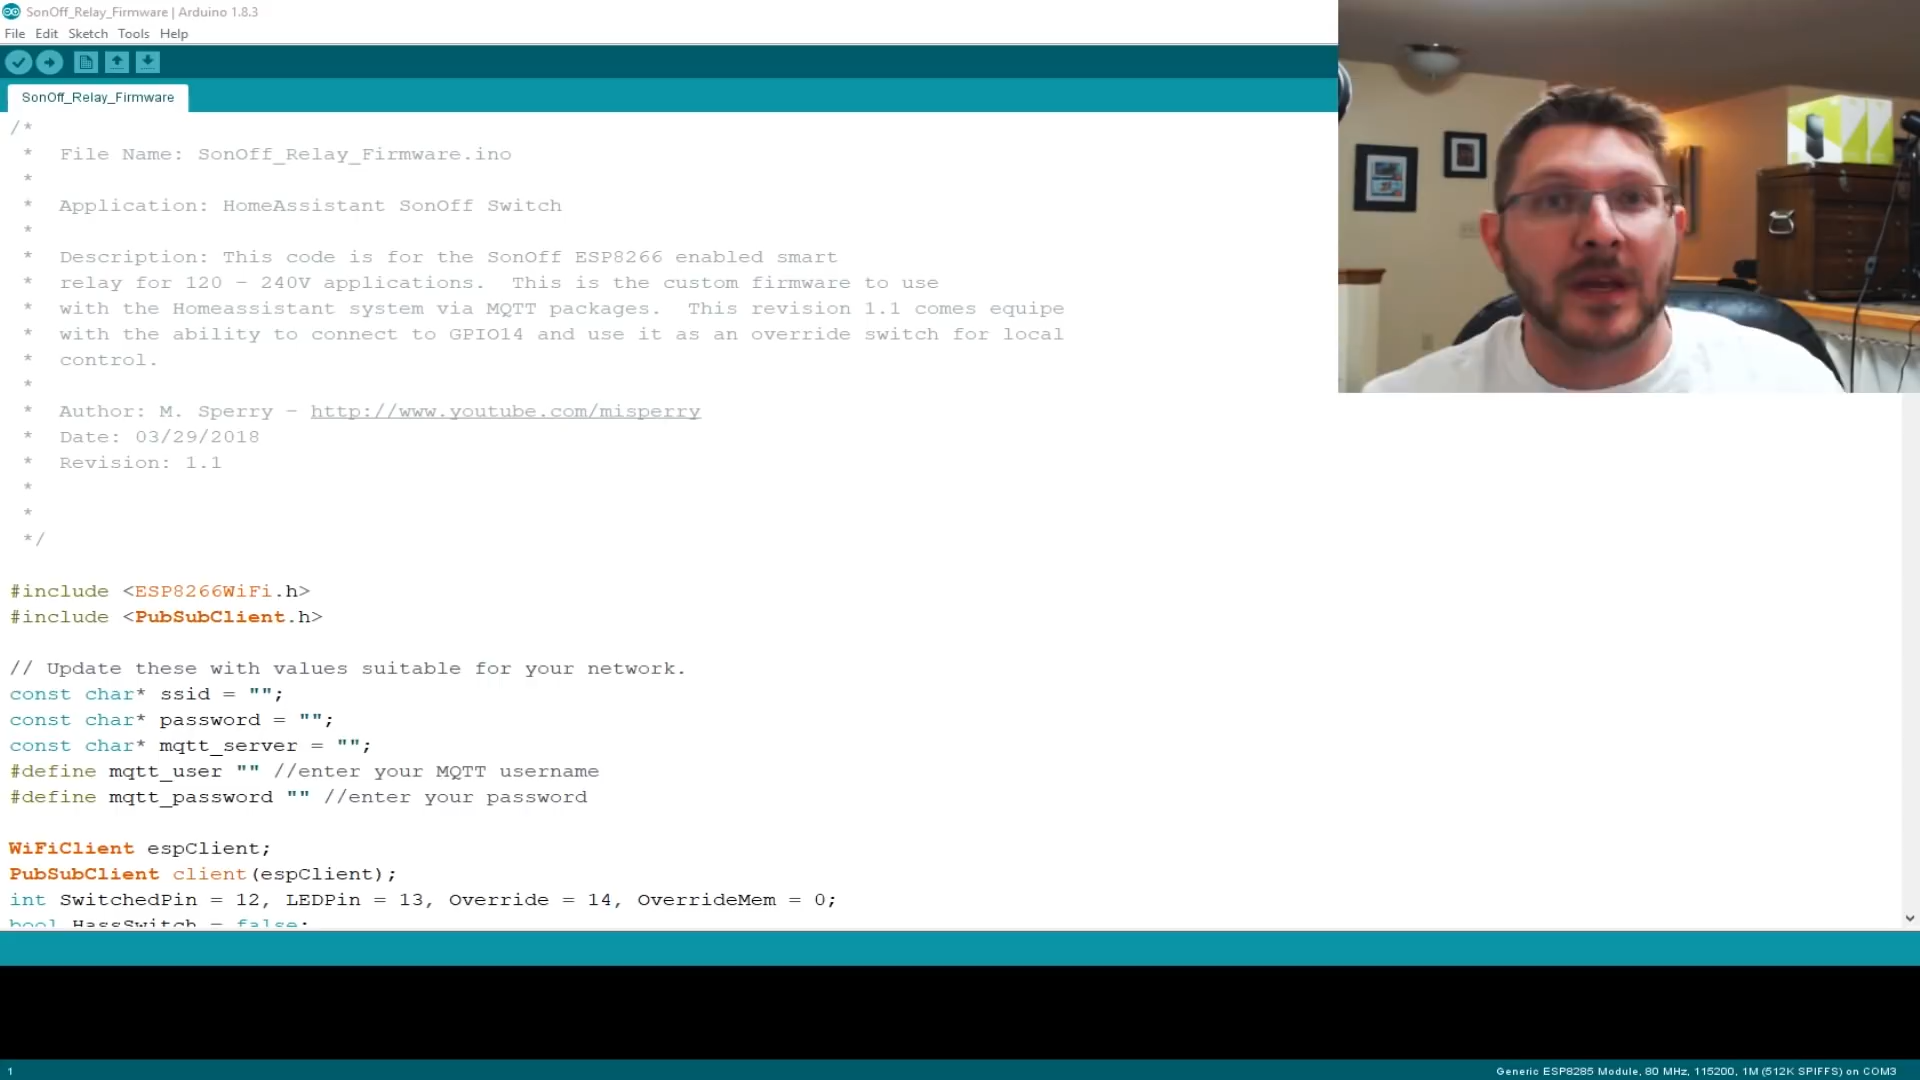 SonOff_Relay_Firmware | Arduino 1.8.3
File Edit Sketch Tools Help
SonOff_Relay_Firmware
/*
* File Name: SonOff_Relay_Firmware.ino
*
* Application: HomeAssistant SonOff Switch
*
* Description: This code is for the SonOff ESP8266 enabled smart
* relay for 120 - 240V applications. This is the custom firmware to use
* with the Homeassistant system via MQTT packages. This revision 1.1 comes equipe
* with the ability to connect to GPIO14 and use it as an override switch for local
* control.
*
* Author: M. Sperry - http://www.youtube.com/misperry
* Date: 03/29/2018
* Revision: 1.1
*
*
*/
#include <ESP8266WiFi.h>
#include <PubSubClient.h>
// Update these with values suitable for your network.
const char* ssid = "";
const char* password = "";
const char* mqtt_server = "";
#define mqtt_user "" //enter your MQTT username
#define mqtt_password "" //enter your password
WiFiClient espClient;
PubSubClient client(espClient);
int SwitchedPin = 12, LEDPin = 13, Override = 14, OverrideMem = 0;
bool HassSwitch = false;
1
Generic ESP8285 Module, 80 MHz, 115200, 1M (512K SPIFFS) on COM3